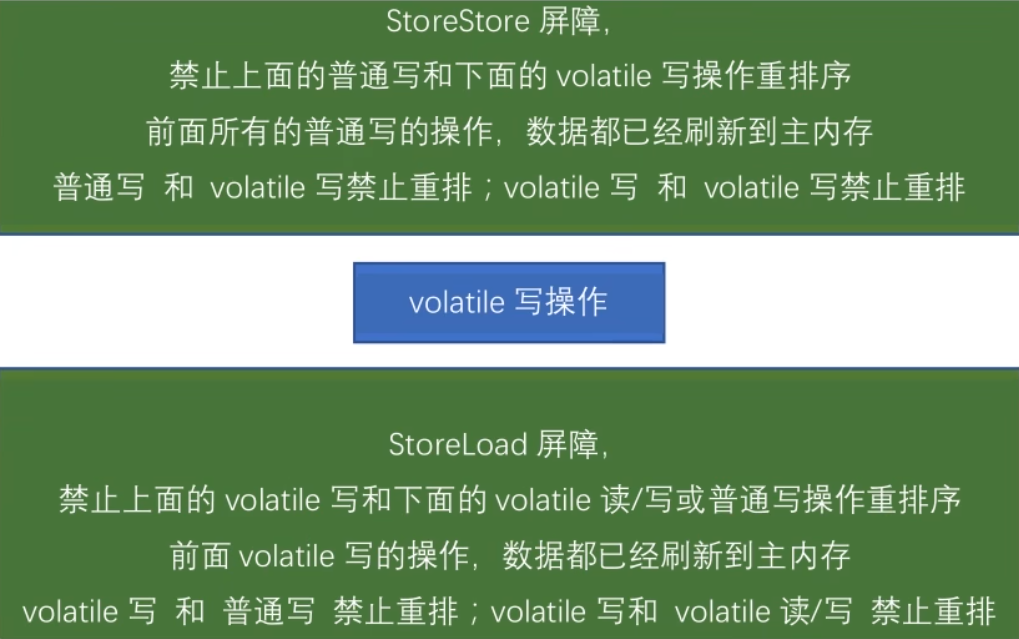 StoreStore 屏障，
禁止上面的普通写和下面的 volatile 写操作重排序
前面所有的普通写的操作，数据都已经刷新到主内存
普通写 和 volatile 写禁止重排；volatile 写 和 volatile 写禁止重排
volatile 写操作
StoreLoad 屏障，
禁止上面的 volatile 写和下面的 volatile 读/写或普通写操作重排序
前面 volatile 写的操作，数据都已经刷新到主内存
volatile 写 和 普通写 禁止重排；volatile 写和 volatile 读/写 禁止重排